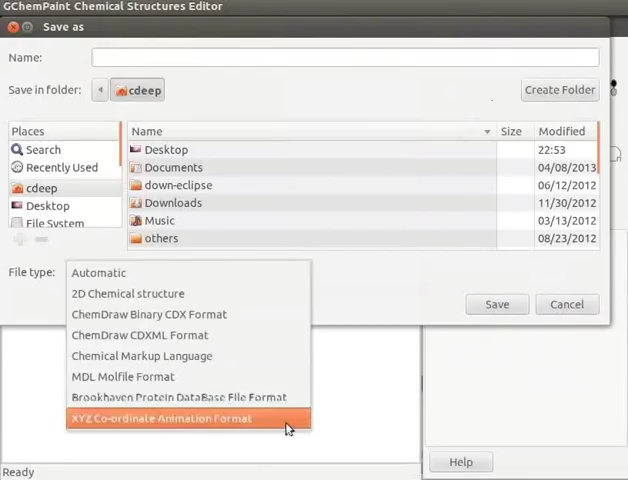 GChemPaint Chemical Structures Editor
Save as
Name:
Save in folder: cdeep Create Folder
Places Name Size Modified
Search Desktop 22:53
Recently Used Documents 04/08/2013
cdeep down-eclipse 06/12/2012
Desktop Downloads 11/30/2012
File System Music 03/13/2012
others 08/23/2012
File type: Automatic
2D Chemical structure
ChemDraw Binary CDX Format Save Cancel
ChemDraw CDXML Format
Chemical Markup Language
MDL Molfile Format
Brookhaven Protein DataBase File Format
XYZ Co-ordinate Animation Format
Help
Ready